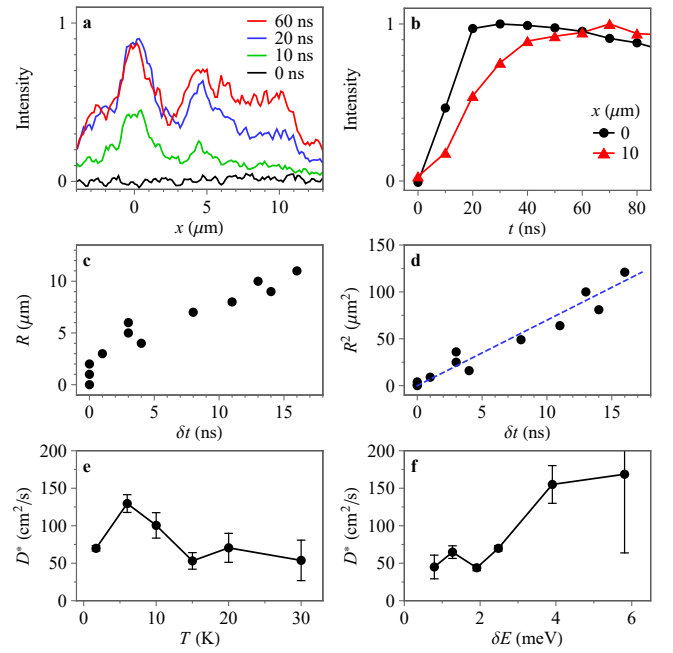 a
60 ns
20 ns
10 ns
0 ns
Intensity
1
0
0
5
10
x (μm)
b
Intensity
1
0
x (μm)
0
10
0
20
40
60
80
t (ns)
c
R (μm)
10
5
0
0
5
10
15
δt (ns)
d
R² (μm²)
150
100
50
0
0
5
10
15
δt (ns)
e
D* (cm²/s)
200
150
100
50
0
0
10
20
30
T (K)
f
D* (cm²/s)
200
150
100
50
0
0
2
4
6
δE (meV)